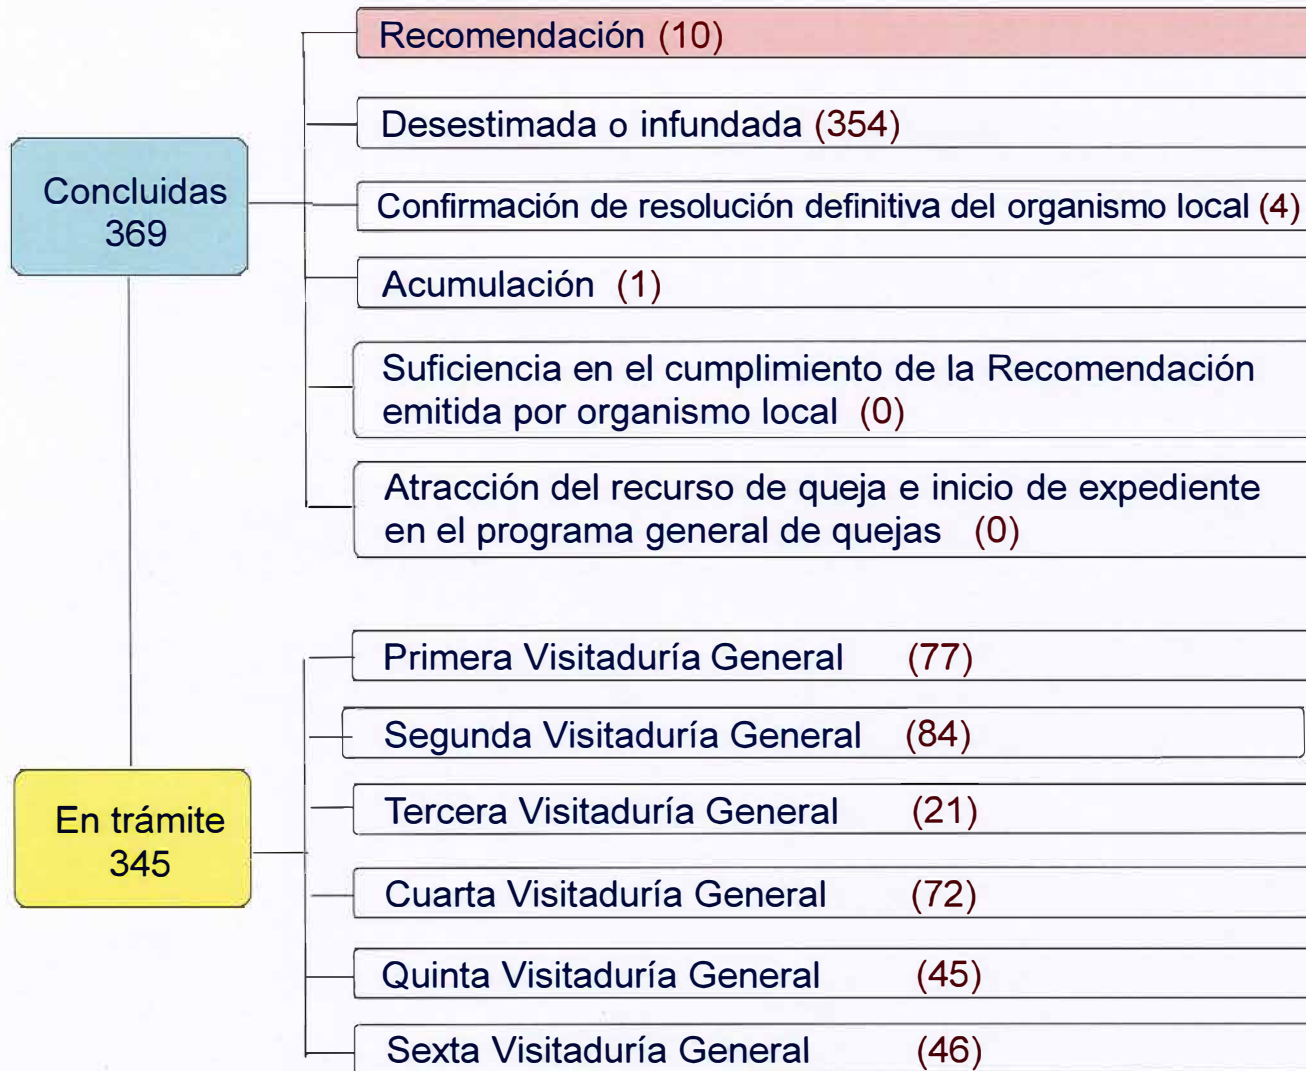 Recomendación (10)
Desestimada o infundada (354)
Concluidas
369
Confirmación de resolución definitiva del organismo local (4)
Acumulación (1)
Suficiencia en el cumplimiento de la Recomendación
emitida por organismo local (0)
Atracción del recurso de queja e inicio de expediente
en el programa general de quejas (0)
Primera Visitaduría General (77)
Segunda Visitaduría General (84)
En trámite
345
Tercera Visitaduría General (21)
Cuarta Visitaduría General (72)
Quinta Visitaduría General (45)
Sexta Visitaduría General (46)